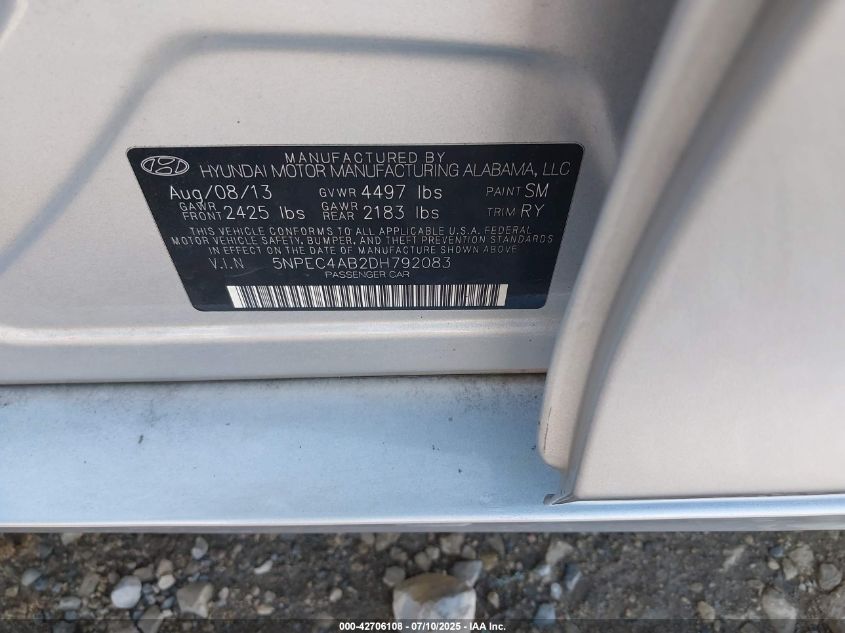 MANUFACTURED BY
HYUNDAI MOTOR MANUFACTURING ALABAMA, LLC
Aug/08/13 GVWR 4497 lbs PAINT SM
GAWR FRONT 2425 lbs GAWR REAR 2183 lbs TRIM RY
THIS VEHICLE CONFORMS TO ALL APPLICABLE U.S.A. FEDERAL
MOTOR VEHICLE SAFETY, BUMPER, AND THEFT PREVENTION STANDARDS
IN EFFECT ON THE DATE OF MANUFACTURE SHOWN ABOVE
V.I.N 5NPEC4AB2DH792083
PASSENGER CAR
000-42706108 - 07/10/2025 - IAA Inc.